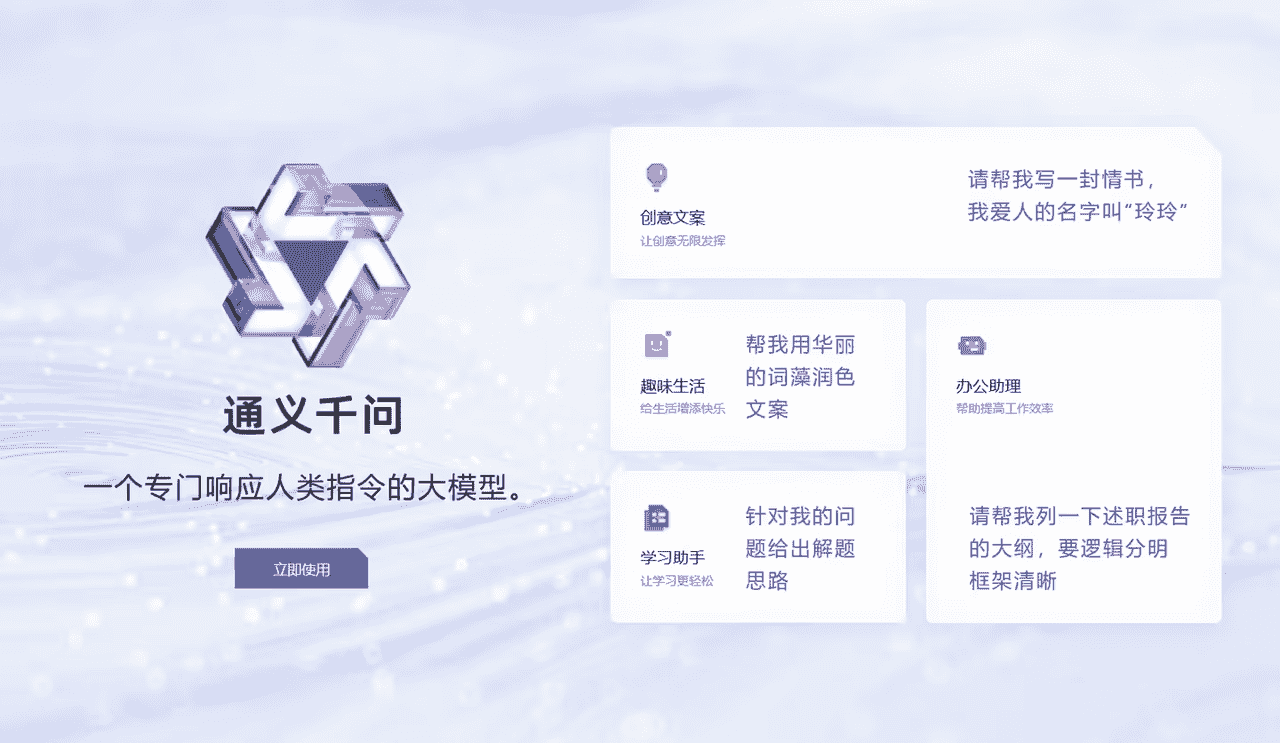 通义千问
一个专门响应人类指令的大模型。
立即使用
创意文案
让创意无限发挥
请帮我写一封情书，
我爱人的名字叫“玲玲”
趣味生活
给生活增添快乐
帮我用华丽
的词藻润色
文案
学习助手
让学习更轻松
针对我的问
题给出解题
思路
办公助理
帮助提高工作效率
请帮我列一下述职报告
的大纲，要逻辑分明
框架清晰